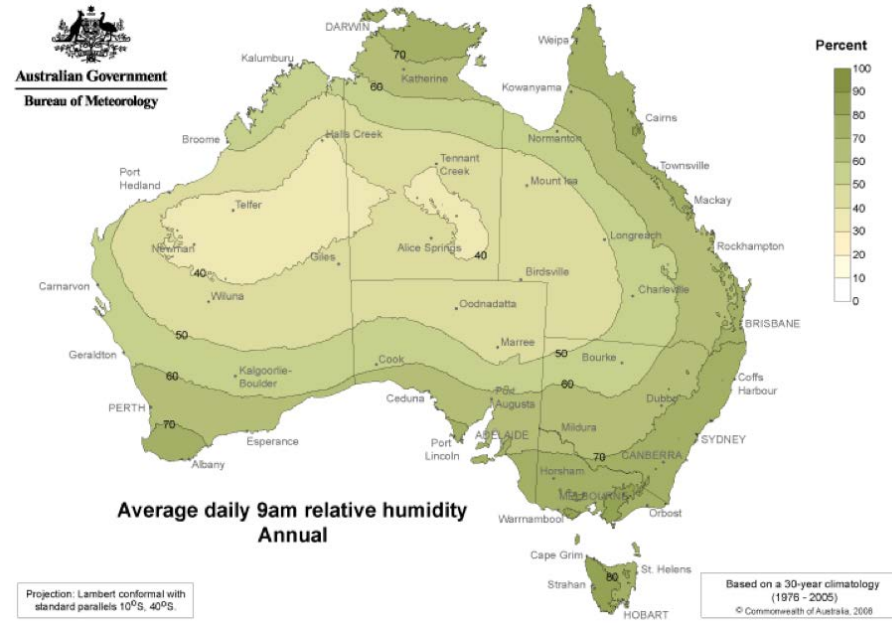 Australian Government
Bureau of Meteorology
DARWIN
Weipa
70
Kalumburu
Katherine
60
Kowanyama
Cairns
Broome
Halls Creek
Normanton
Tennant
Creek
Townsville
Port
Hedland
Mount Isa
Mackay
Telfer
Longreach
Rockhampton
Newman
Alice Springs
Giles
40
40
Birdsville
Carnarvon
Wiluna
Charleville
Oodnadatta
BRISBANE
50
Marree
50
Geraldton
Bourke
Cook
60
Kalgoorlie-
Boulder
60
Coffs
Harbour
Ceduna
Port
Augusta
Dubbo
PERTH
70
Mildura
Esperance
Port
Lincoln
ADELAIDE
SYDNEY
Albany
70
CANBERRA
Horsham
MELBOURNE
Warrnambool
Orbost
Cape Grim
St. Helens
80
Strahan
HOBART
Percent
100
90
80
70
60
50
40
30
20
10
0
Average daily 9am relative humidity
Annual
Projection: Lambert conformal with
standard parallels 10°S, 40°S.
Based on a 30-year climatology
(1976 - 2005)
© Commonwealth of Australia, 2008